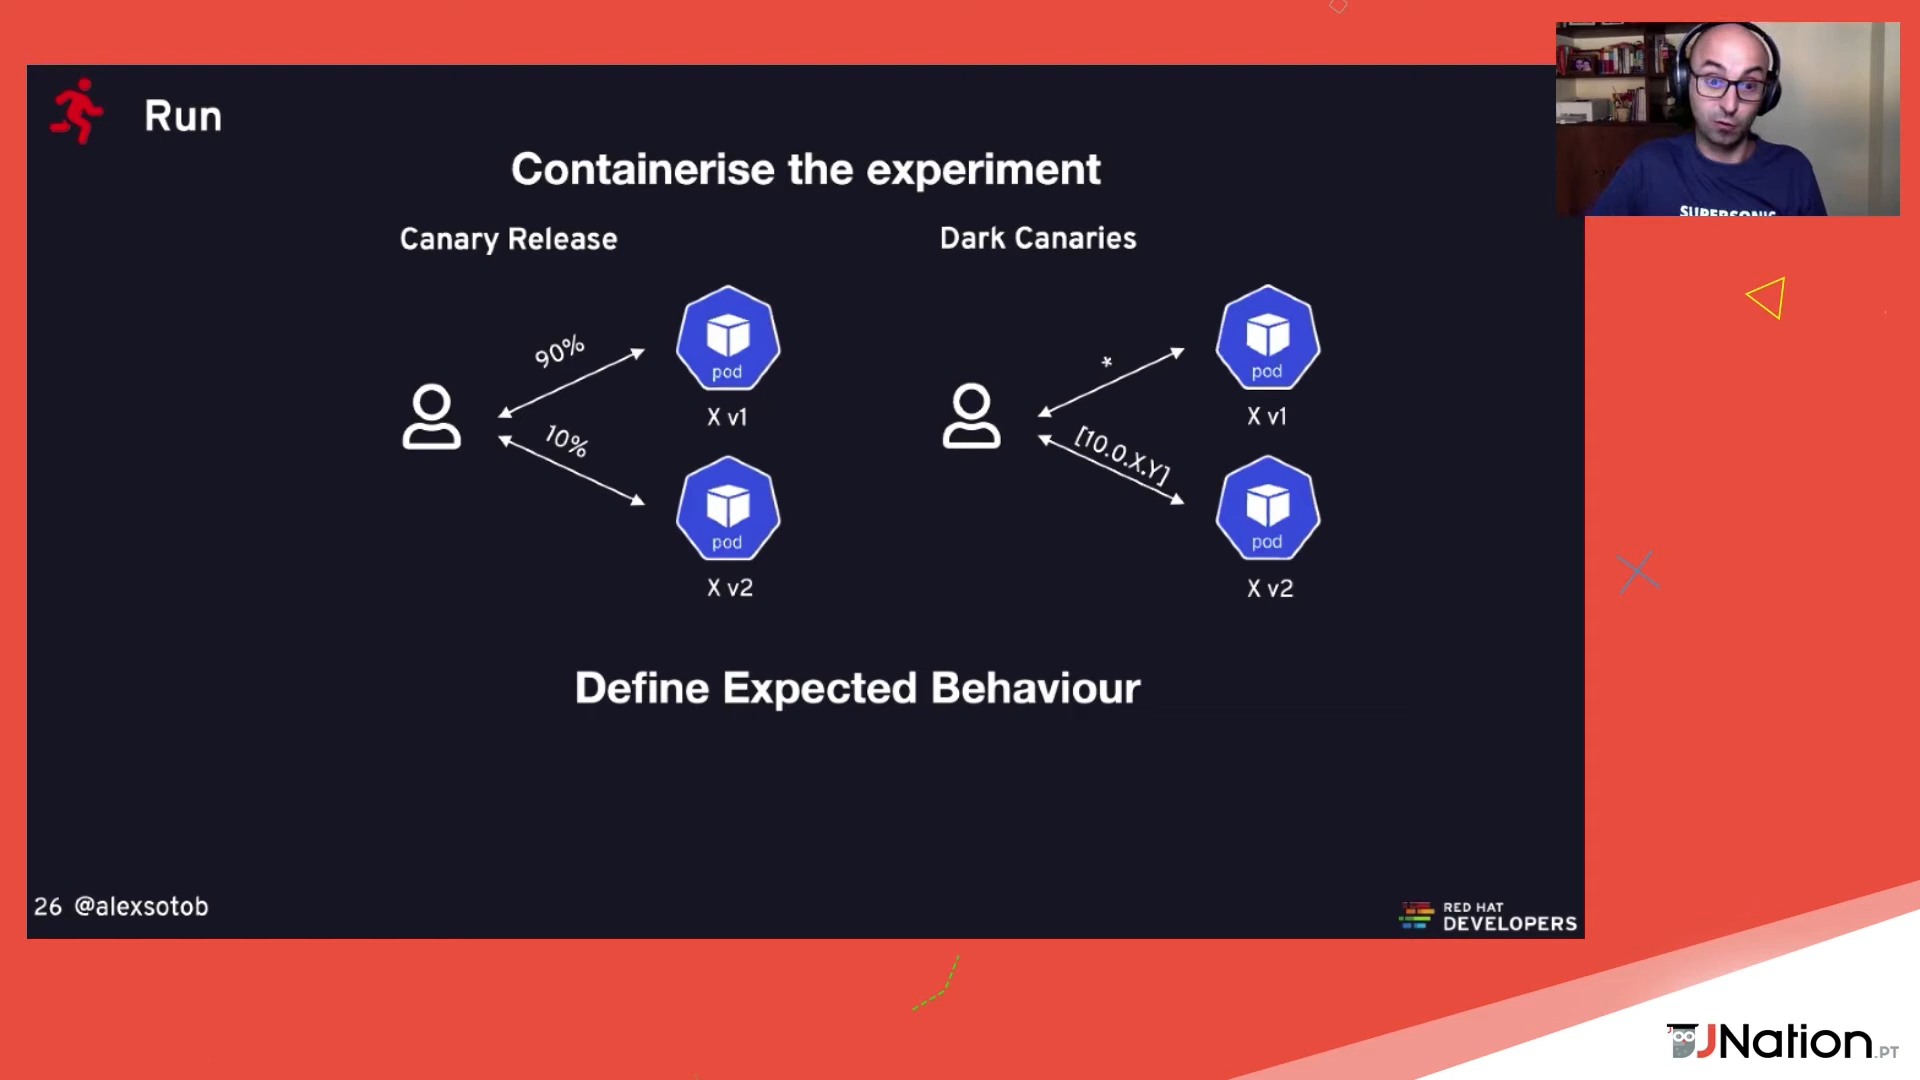 Run
Containerise the experiment
Canary Release
Dark Canaries
90%
10%
pod
X v1
pod
X v2
*
[10.0.X.Y]
pod
X v1
pod
X v2
Define Expected Behaviour
26 @alexsotob
RED HAT
DEVELOPERS
SUPERSONIC
JNation.PT